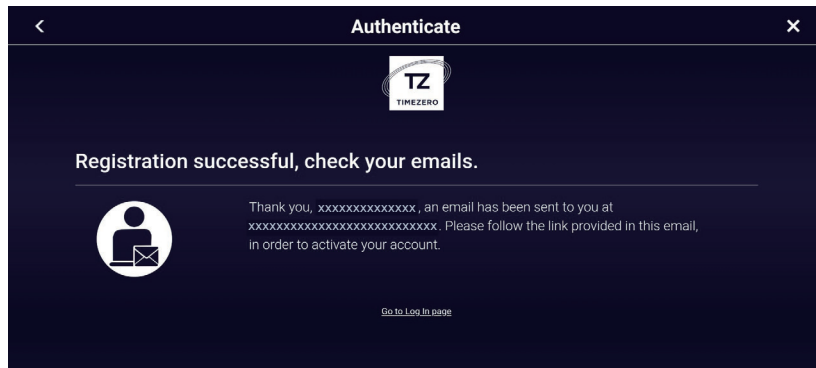 Authenticate
TZ
TIMEZERO
Registration successful, check your emails.
Thank you, xxxxxxxxxxxxxx, an email has been sent to you at
xxxxxxxxxxxxxxxxxxxxxxxxxxx. Please follow the link provided in this email,
in order to activate your account.
Go to Log In page